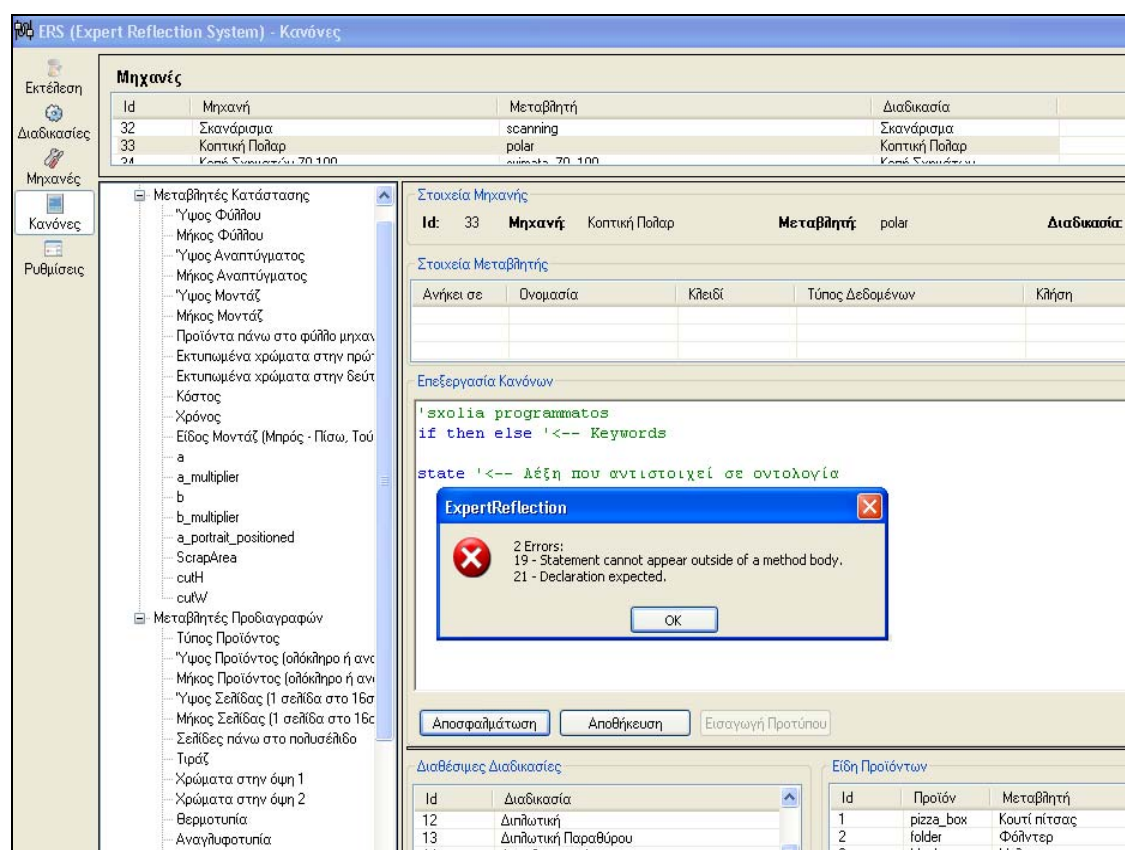 ERS (Expert Reflection System) - Κανόνες
Εκτέλεση
Διαδικασίες
Μηχανές
Κανόνες
Ρυθμίσεις
Μηχανές
Id Μηχανή Μεταβλητή Διαδικασία
32 Σκανάρισμα scanning Σκανάρισμα
33 Κοπτική Πολαρ polar Κοπτική Πολαρ
34 Κοπή Σχημάτων 70 100 sximata_70_100 Κοπή Σχημάτων
Μεταβλητές Κατάστασης
Ύψος Φύλλου
Μήκος Φύλλου
Ύψος Αναπτύγματος
Μήκος Αναπτύγματος
Ύψος Μοντάζ
Μήκος Μοντάζ
Προϊόντα πάνω στο φύλλο μηχαν
Εκτυπωμένα χρώματα στην πρώ
Εκτυπωμένα χρώματα στην δεύτ
Κόστος
Χρόνος
Είδος Μοντάζ (Μπρός - Πίσω, Τού
a
a_multiplier
b
b_multiplier
a_portrait_positioned
ScrapArea
cutH
cutW
Μεταβλητές Προδιαγραφών
Τύπος Προϊόντος
Ύψος Προϊόντος (ολόκληρο ή ανο
Μήκος Προϊόντος (ολόκληρο ή ανι
Ύψος Σελίδας (1 σελίδα στο 16σ
Μήκος Σελίδας (1 σελίδα στο 16σ
Σελίδες πάνω στο πολυσέλιδο
Τιράζ
Χρώματα στην όψη 1
Χρώματα στην όψη 2
Θερμοτυπία
Αναγλυφοτυπία
Στοιχεία Μηχανής
Id: 33 Μηχανή: Κοπτική Πολαρ Μεταβλητή: polar Διαδικασία:
Στοιχεία Μεταβλητής
Ανήκει σε Ονομασία Κλειδί Τύπος Δεδομένων Κλήση
Επεξεργασία Κανόνων
'sxolia programmatos
if then else '<-- Keywords
state '<-- Λέξη που αντιστοιχεί σε οντολογία
ExpertReflection
2 Errors:
19 - Statement cannot appear outside of a method body.
21 - Declaration expected.
OK
Αποσφαλμάτωση Αποθήκευση Εισαγωγή Προτύπου
Διαθέσιμες Διαδικασίες
Id Διαδικασία
12 Διπλωτική
13 Διπλωτική Παραθύρου
Είδη Προϊόντων
Id Προϊόν Μεταβλητή
1 pizza_box Κουτί πίτσας
2 folder Φόλντερ